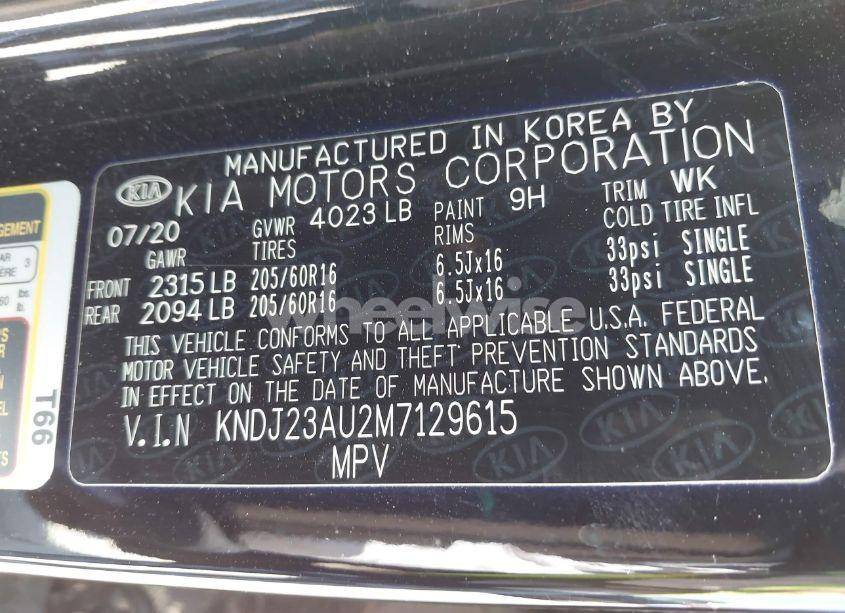 MANUFACTURED IN KOREA BY
KIA KIA MOTORS CORPORATION
07/20 GVWR 4023 LB PAINT 9H TRIM WK
GAWR TIRES RIMS COLD TIRE INFL
FRONT 2315 LB 205/60R16 6.5Jx16 33psi SINGLE
REAR 2094 LB 205/60R16 6.5Jx16 33psi SINGLE
THIS VEHICLE CONFORMS TO ALL APPLICABLE U.S.A. FEDERAL
MOTOR VEHICLE SAFETY AND THEFT PREVENTION STANDARDS
IN EFFECT ON THE DATE OF MANUFACTURE SHOWN ABOVE.
V.I.N KNDJ23AU2M7129615
MPV
wheelwise
T66